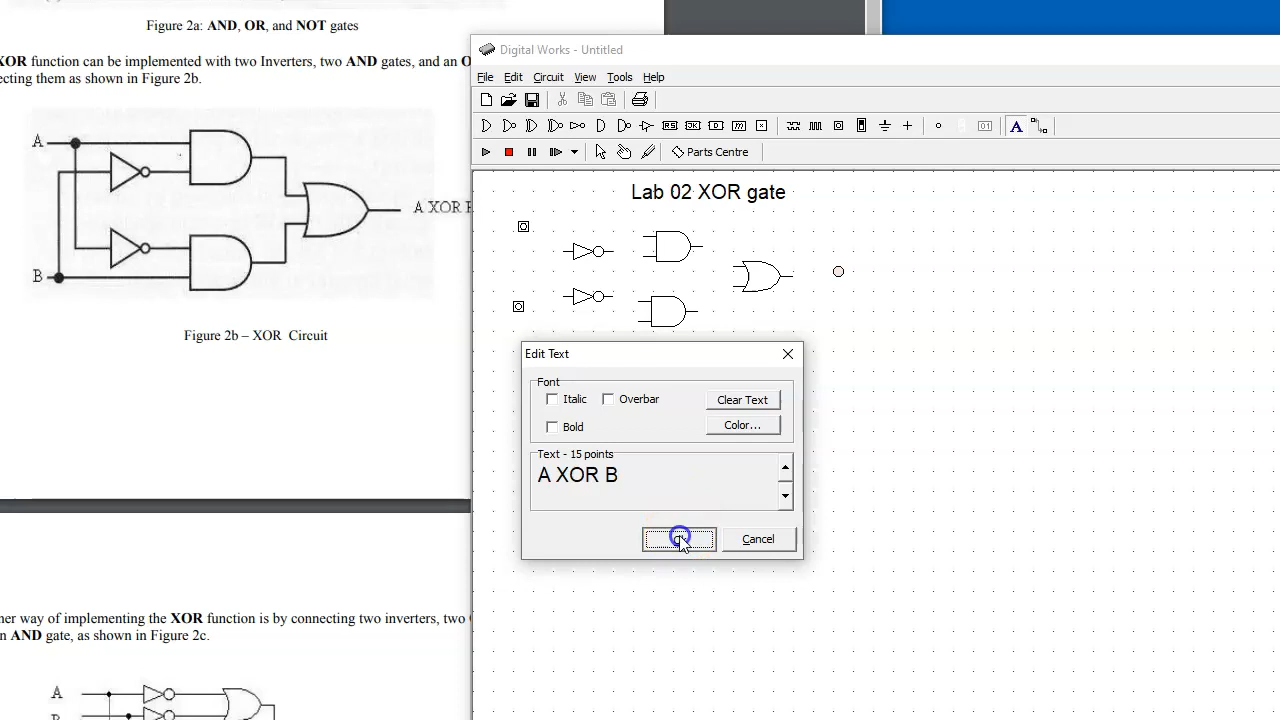 Figure 2a: AND, OR, and NOT gates
XOR function can be implemented with two Inverters, two AND gates, and an
ecting them as shown in Figure 2b.
A
A XOR
B
Figure 2b – XOR Circuit
her way of implementing the XOR function is by connecting two inverters, two
n AND gate, as shown in Figure 2c.
A
B
Digital Works - Untitled
File Edit Circuit View Tools Help
A
Parts Centre
Lab 02 XOR gate
Edit Text
Font
Italic Overbar Clear Text
Bold Color...
Text - 15 points
A XOR B
Cancel